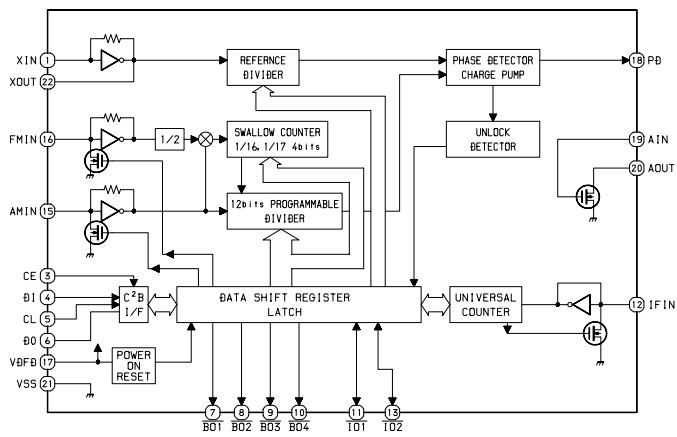 XIN 1
XOUT 22
REFERNCE
DIVIDER
PHASE DETECTOR
CHARGE PUMP
18 PD
FMIN 16
1/2
SWALLOW COUNTER
1/16, 1/17 4bits
UNLOCK
DETECTOR
19 AIN
20 AOUT
AMIN 15
12bits PROGRAMMABLE
DIVIDER
CE 3
DI 4
CL 5
DO 6
C²B
I/F
DATA SHIFT REGISTER
LATCH
UNIVERSAL
COUNTER
12 IFIN
VDFD 17
POWER
ON
RESET
VSS 21
7 8 9 10 11 13
BO1 BO2 BO3 BO4 IO1 IO2